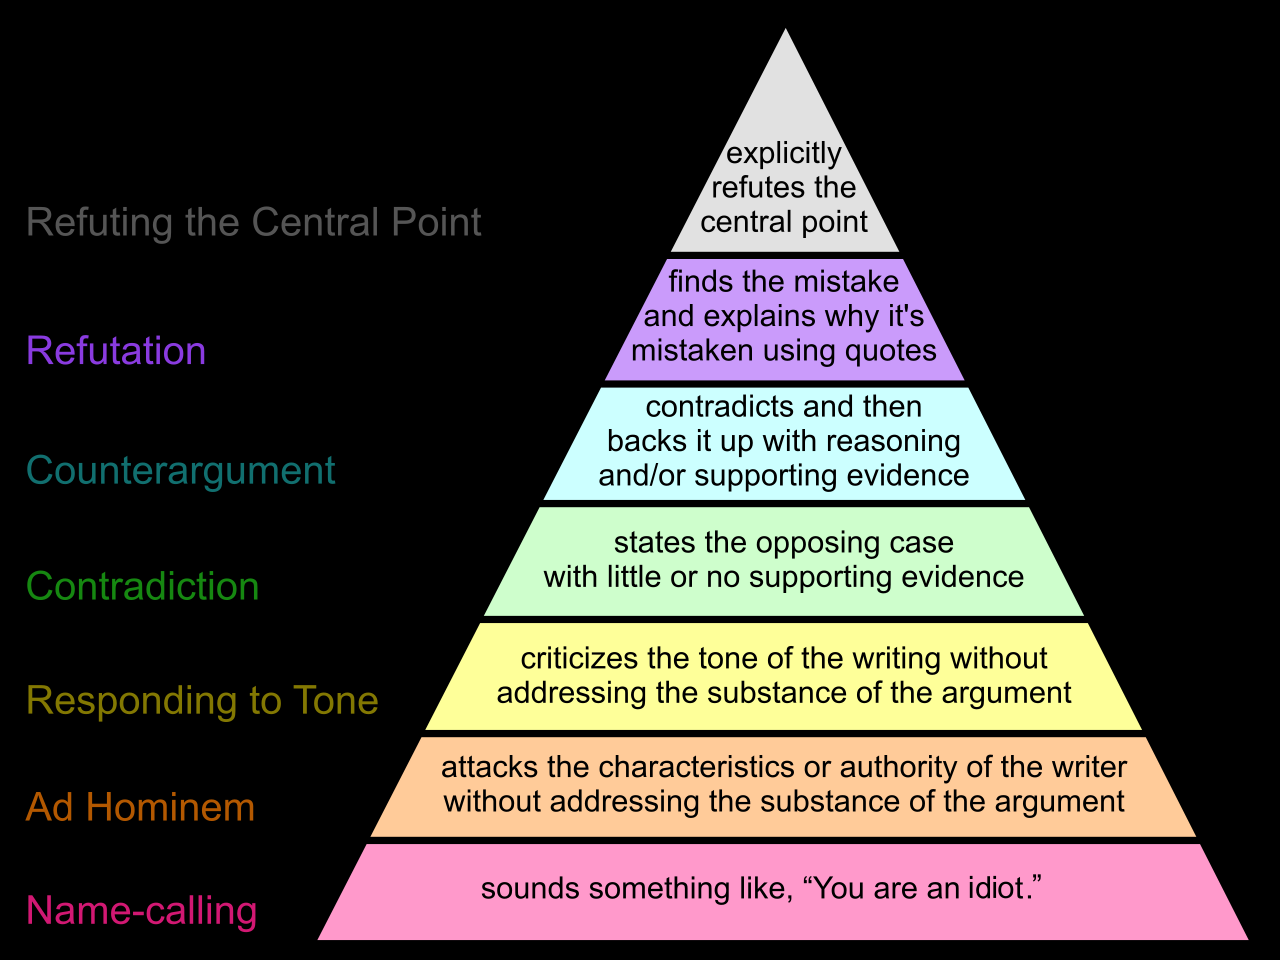 explicitly
refutes the
central point
Refuting the Central Point
finds the mistake
and explains why it's
mistaken using quotes
Refutation
contradicts and then
backs it up with reasoning
and/or supporting evidence
Counterargument
states the opposing case
with little or no supporting evidence
Contradiction
criticizes the tone of the writing without
addressing the substance of the argument
Responding to Tone
attacks the characteristics or authority of the writer
without addressing the substance of the argument
Ad Hominem
sounds something like, “You are an idiot.”
Name-calling